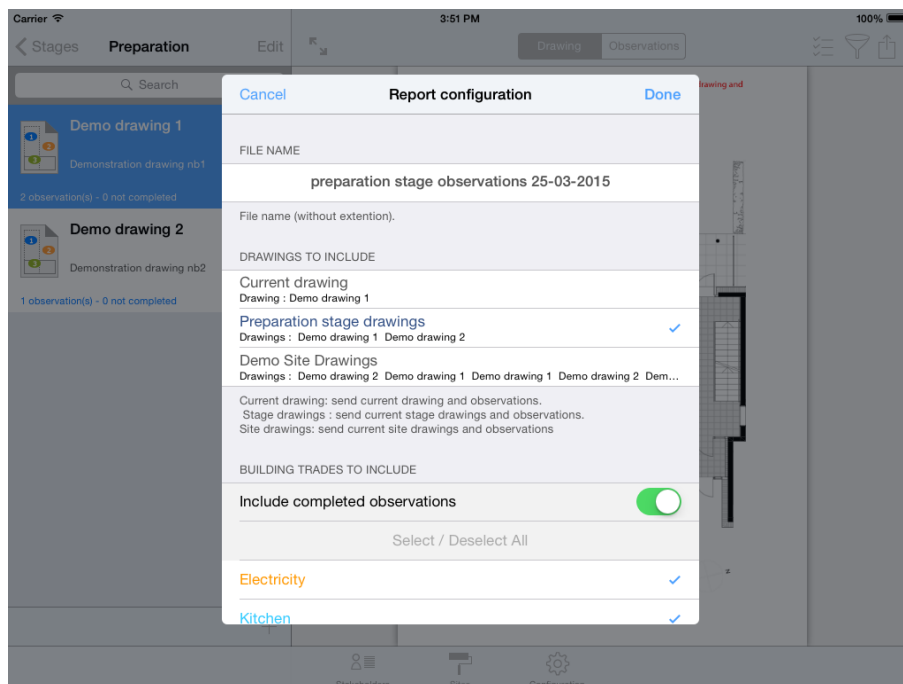 Carrier
3:51 PM
100%
Stages
Preparation
Edit
Drawing
Observations
Search
drawing and
Demo drawing 1
Demonstration drawing nb1
2 observation(s) - 0 not completed
Demo drawing 2
Demonstration drawing nb2
1 observation(s) - 0 not completed
Cancel
Report configuration
Done
FILE NAME
preparation stage observations 25-03-2015
File name (without extention).
DRAWINGS TO INCLUDE
Current drawing
Drawing : Demo drawing 1
Preparation stage drawings
Drawings : Demo drawing 1 Demo drawing 2
Demo Site Drawings
Drawings : Demo drawing 2 Demo drawing 1 Demo drawing 1 Demo drawing 2 Dem...
Current drawing: send current drawing and observations.
Stage drawings : send current stage drawings and observations.
Site drawings: send current site drawings and observations
BUILDING TRADES TO INCLUDE
Include completed observations
Select / Deselect All
Electricity
Kitchen